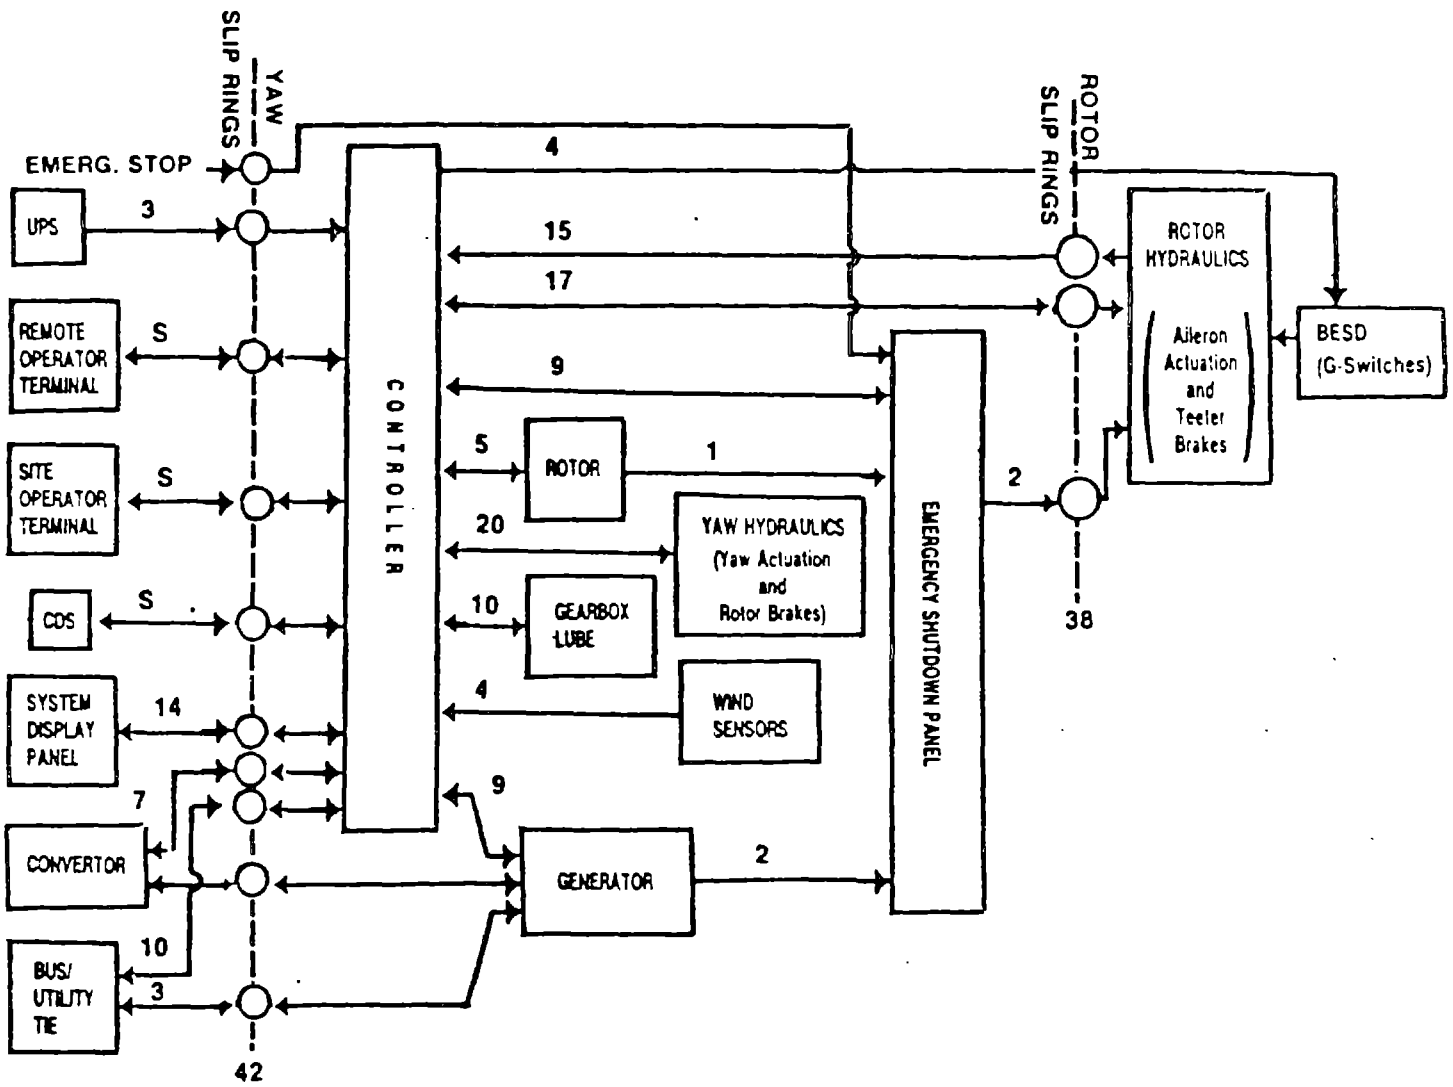 YAW
SLIP RINGS
ROTOR
SLIP RINGS
EMERG. STOP
4
UPS
3
15
ROTOR
HYDRAULICS
17
(Aileron
Actuation
and
Teeter
Brakes)
BESD
(G-Switches)
REMOTE
OPERATOR
TERMINAL
S
CONTROLLER
9
5
ROTOR
1
SITE
OPERATOR
TERMINAL
S
20
YAW HYDRAULICS
(Yaw Actuation
and
Rotor Brakes)
EMERGENCY SHUTDOWN PANEL
2
38
CDS
S
10
GEARBOX
LUBE
SYSTEM
DISPLAY
PANEL
14
4
WIND
SENSORS
7
9
CONVERTOR
GENERATOR
2
10
BUS/
UTILITY
TIE
3
42